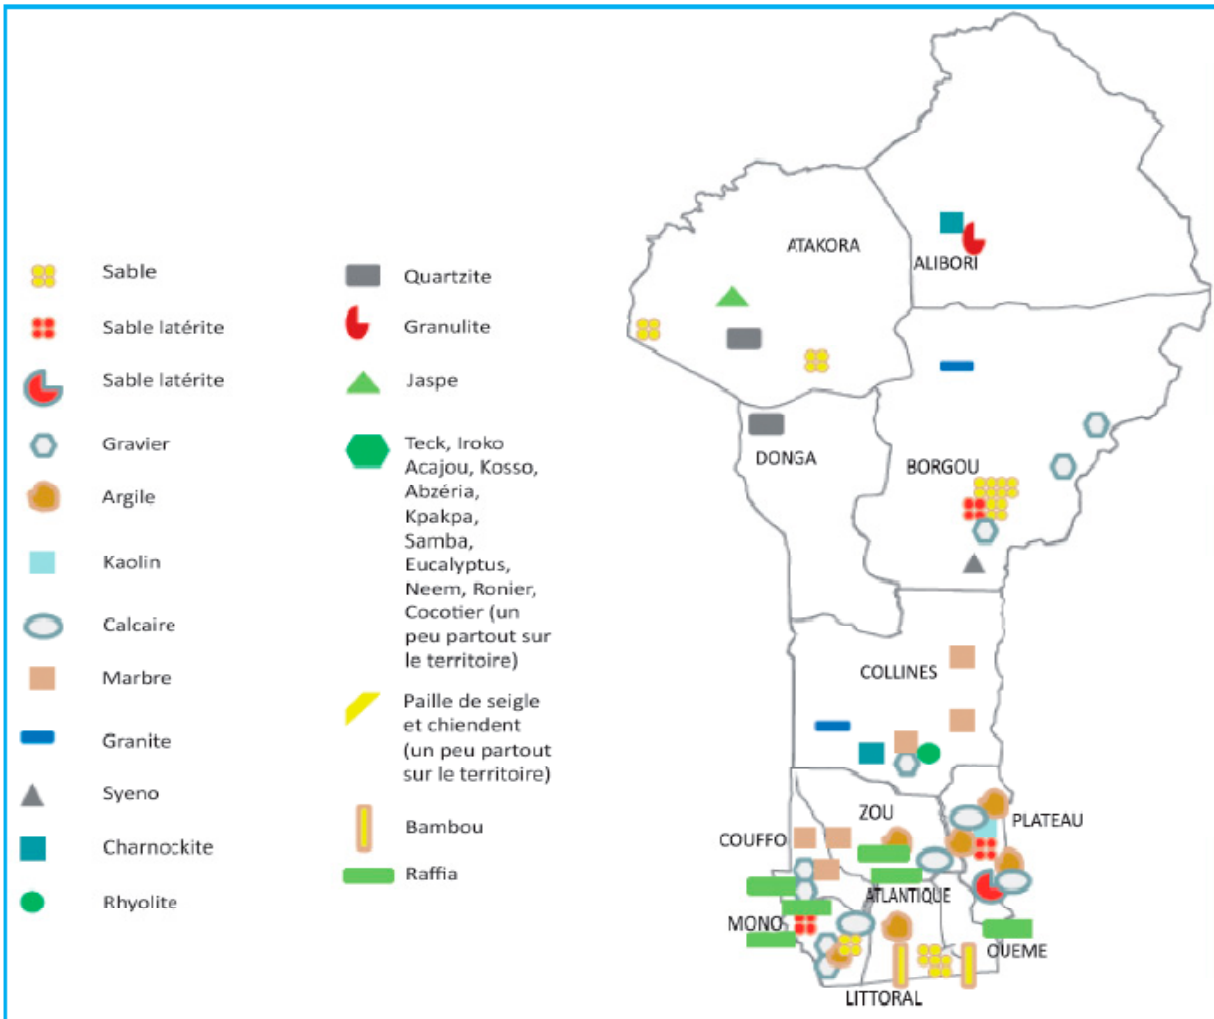 Sable
Sable latérite
Sable latérite
Gravier
Argile
Kaolin
Calcaire
Marbre
Granite
Syeno
Charnockite
Rhyolite
Quartzite
Granulite
Jaspe
Teck, Iroko
Acajou, Kosso,
Abzéria,
Kpakpa,
Samba,
Eucalyptus,
Neem, Ronier,
Cocotier (un
peu partout sur
le territoire)
Paille de seigle
et chiendent
(un peu partout
sur le territoire)
Bambou
Raffia
ATAKORA
ALIBORI
DONGA
BORGOU
COLLINES
ZOU
PLATEAU
COUFFO
ATLANTIQUE
MONO
OUEME
LITTORAL